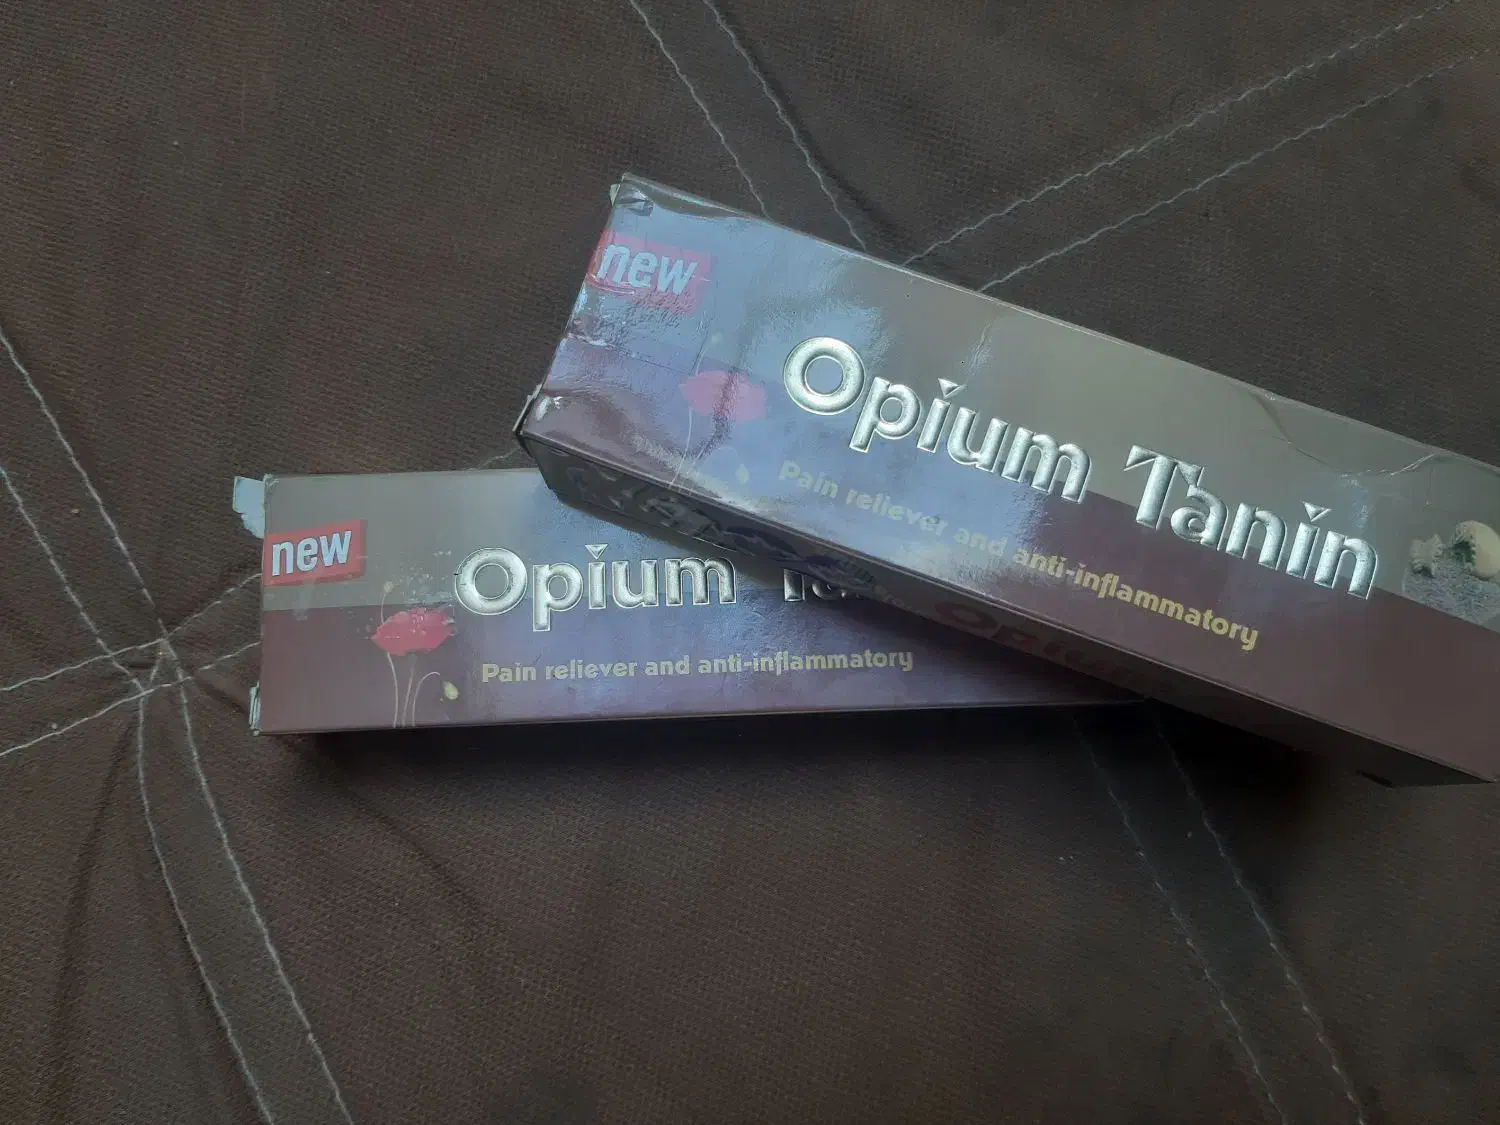 new
Opium Tanin
Pain reliever and anti-inflammatory
new
Opium
Pain reliever and anti-inflammatory